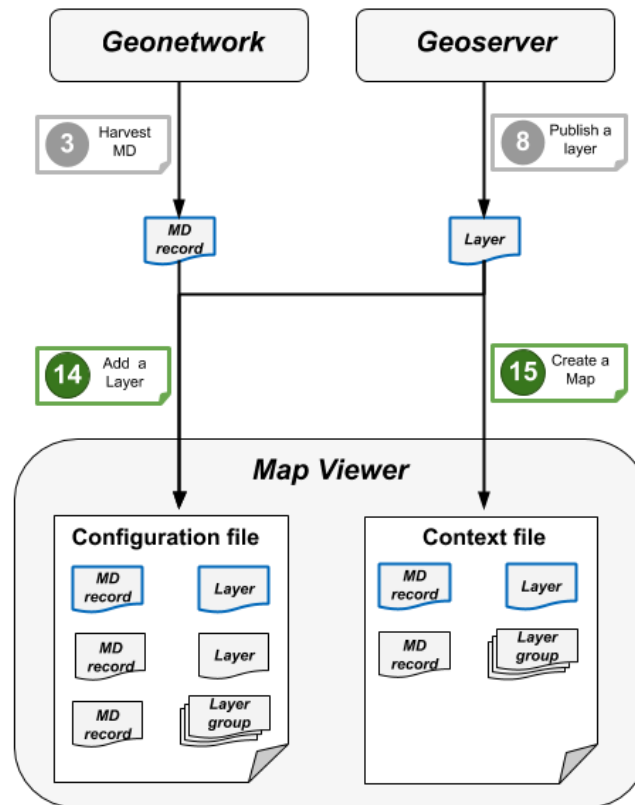 Geonetwork
Geoserver
3
Harvest
MD
8
Publish a
layer
MD
record
Layer
14
Add a
Layer
15
Create a
Map
Map Viewer
Configuration file
MD
record
Layer
MD
record
Layer
MD
record
Layer
group
Context file
MD
record
Layer
MD
record
Layer
group